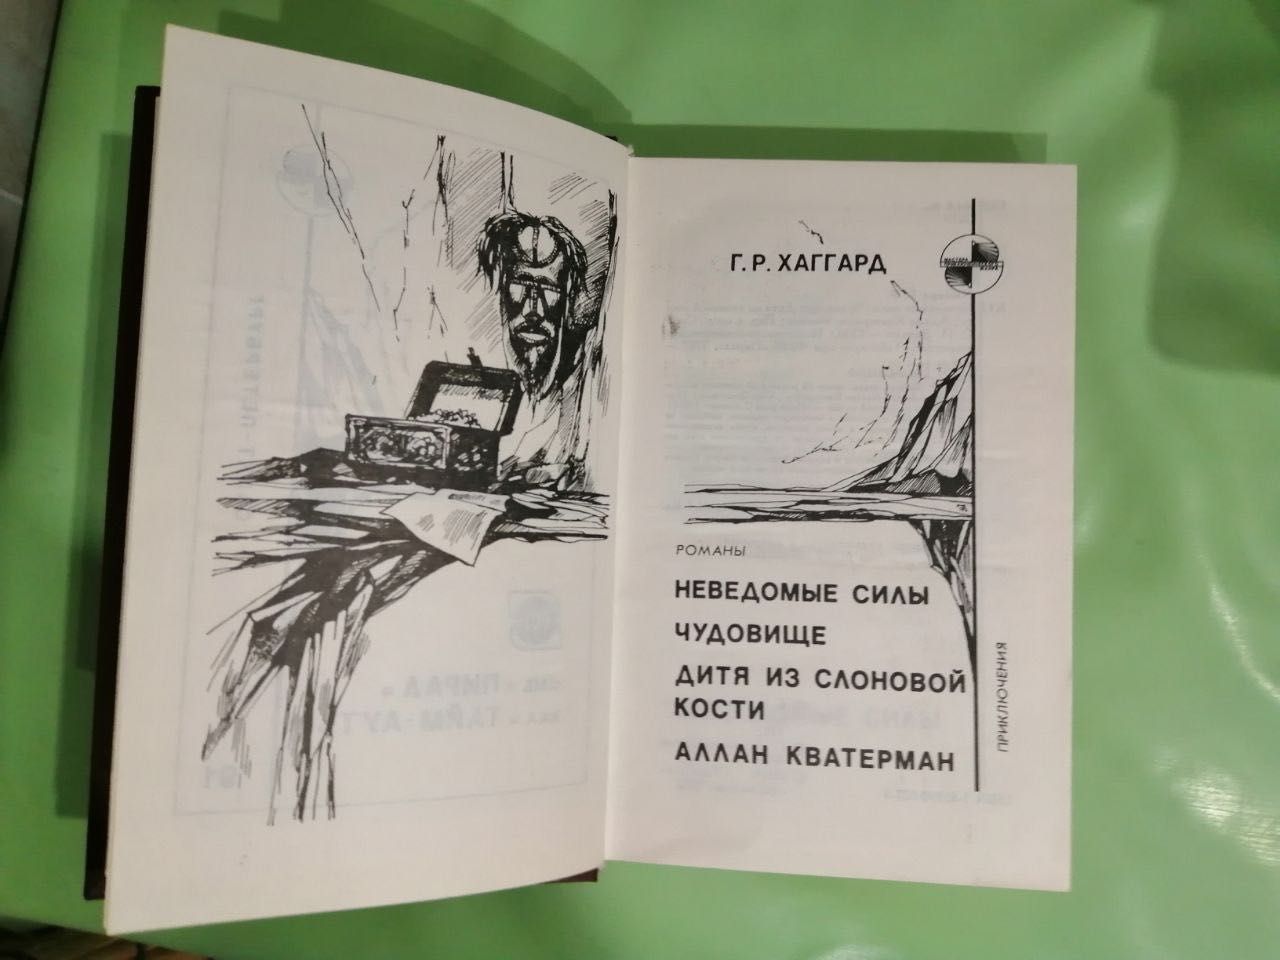 Г. Р. ХАГГАРД
РОМАНЫ
НЕВЕДОМЫЕ СИЛЫ
ЧУДОВИЩЕ
ДИТЯ ИЗ СЛОНОВОЙ
КОСТИ
АЛЛАН КВАТЕРМАН
ПРИКЛЮЧЕНИЯ